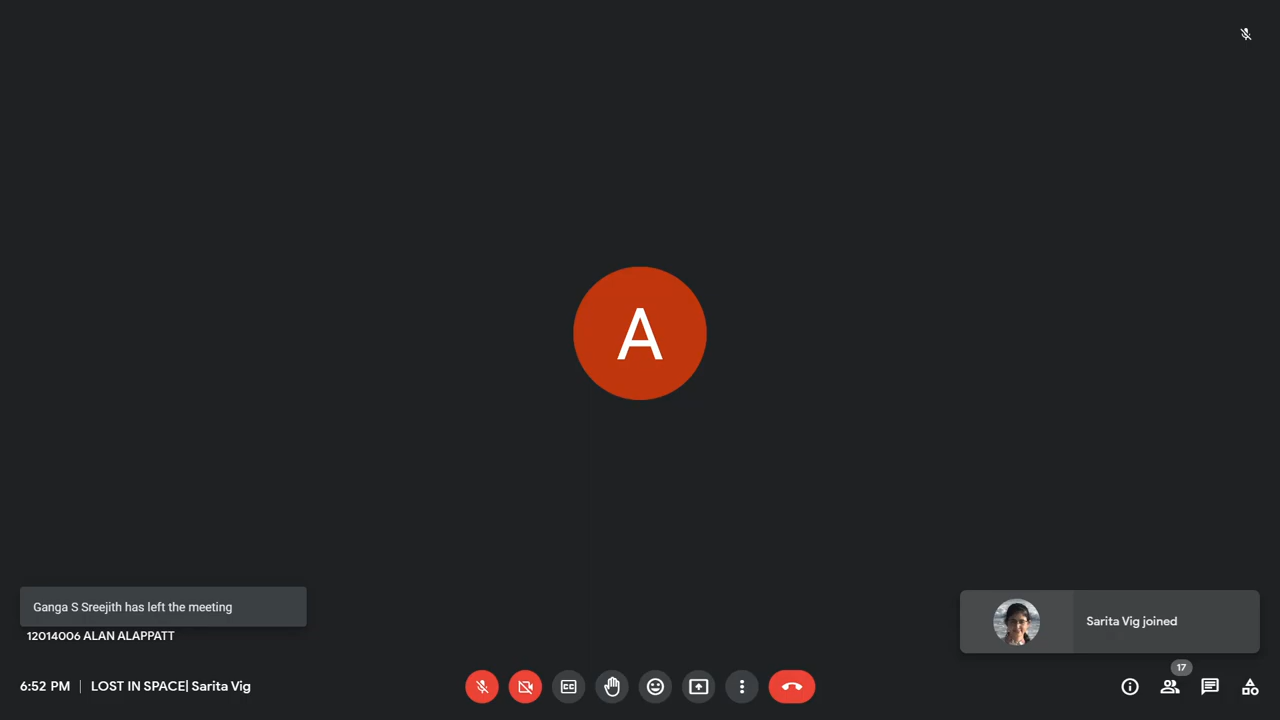 A
Ganga S Sreejith has left the meeting
12014006 ALAN ALAPPATT
Sarita Vig joined
17
6:52 PM | LOST IN SPACE| Sarita Vig
CC